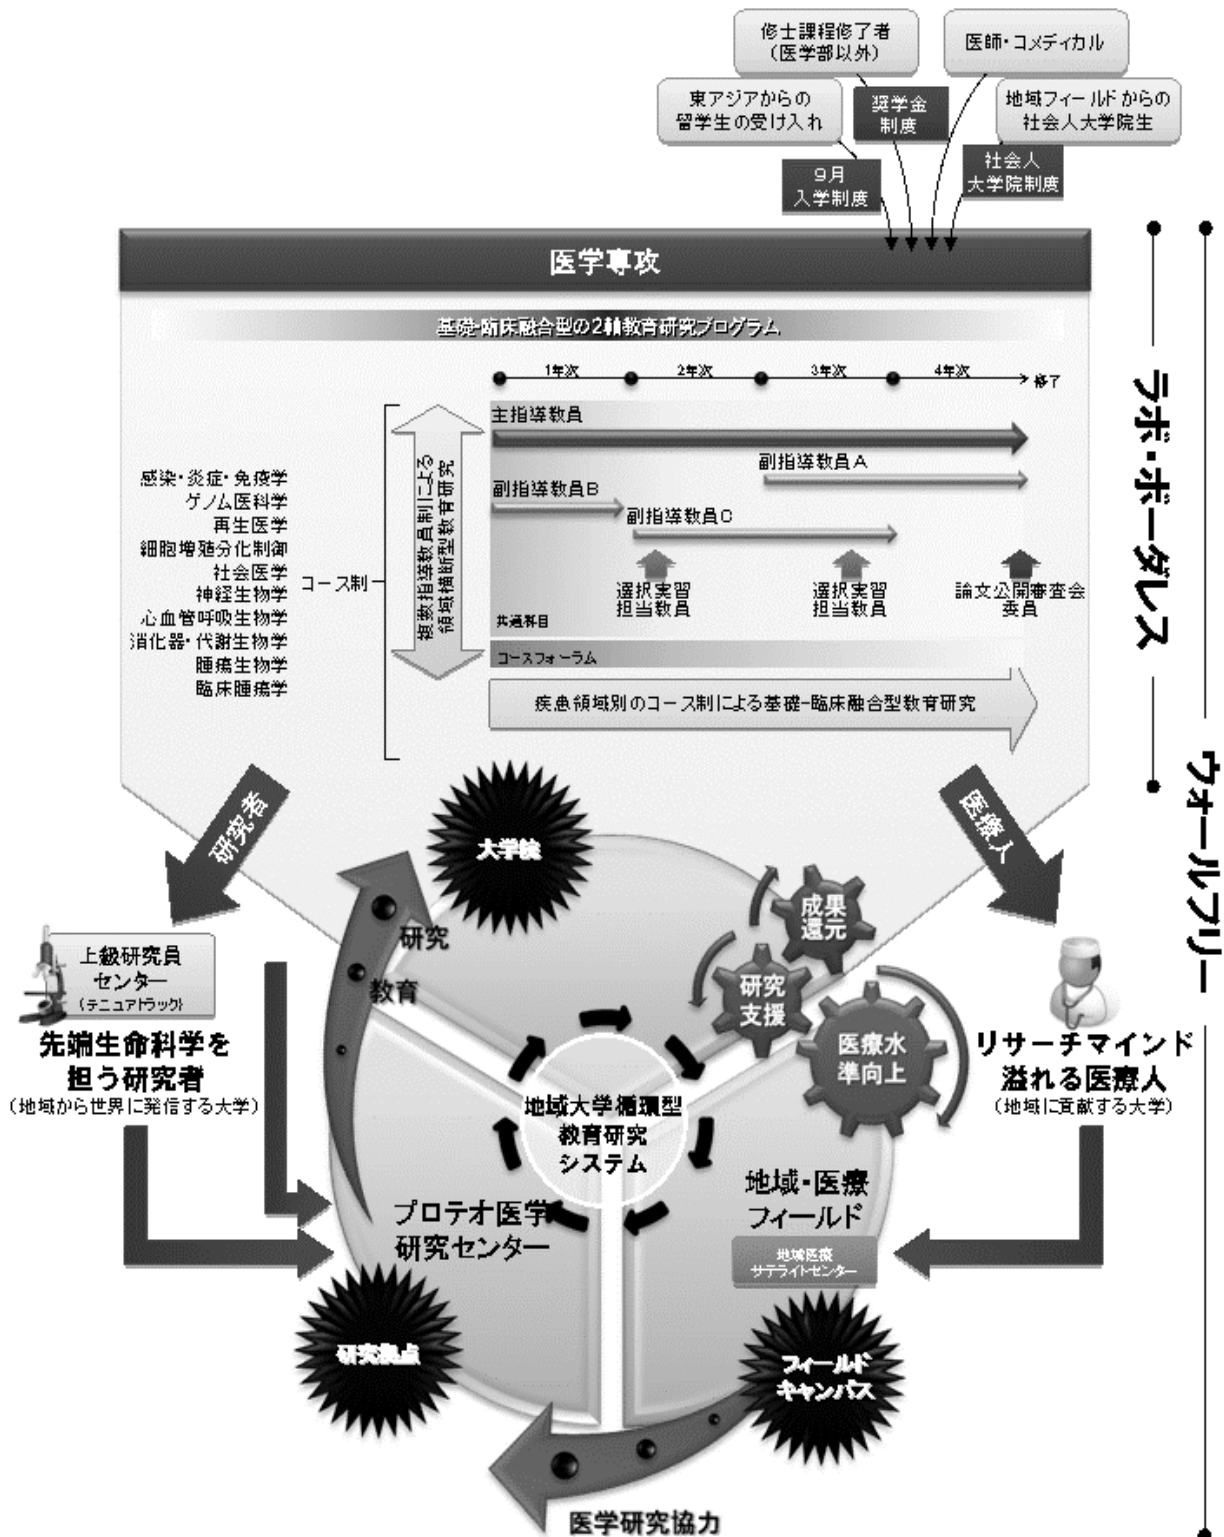 修士課程修了者
（医学部以外）
医師・コメディカル
東アジアからの
留学生の受け入れ
奨学金
制度
地域フィールドからの
社会人大学院生
9月
入学制度
社会人
大学院制度
医学専攻
基礎-臨床融合型の2軸教育研究プログラム
1年次
2年次
3年次
4年次
修了
主指導教員
副指導教員A
副指導教員B
副指導教員C
選択実習
担当教員
選択実習
担当教員
論文公開審査会
委員
共通科目
コースフォーラム
疾患領域別のコース制による基礎-臨床融合型教育研究
複数指導教員制による
領域横断型教育研究
コース制
感染・炎症・免疫学
ゲノム医科学
再生医学
細胞増殖分化制御
社会医学
神経生物学
心血管呼吸生物学
消化器・代謝生物学
腫瘍生物学
臨床腫瘍学
ラボ・ボーダレス
ウォールフリー
研究者
医療人
大学院
研究
教育
成果
還元
研究
支援
医療水
準向上
上級研究員
センター
（テニュアトラック）
先端生命科学を
担う研究者
（地域から世界に発信する大学）
リサーチマインド
溢れる医療人
（地域に貢献する大学）
地域大学循環型
教育研究
システム
プロテオ医学
研究センター
地域・医療
フィールド
地域医療
サテライトセンター
研究拠点
フィールド
キャンパス
医学研究協力